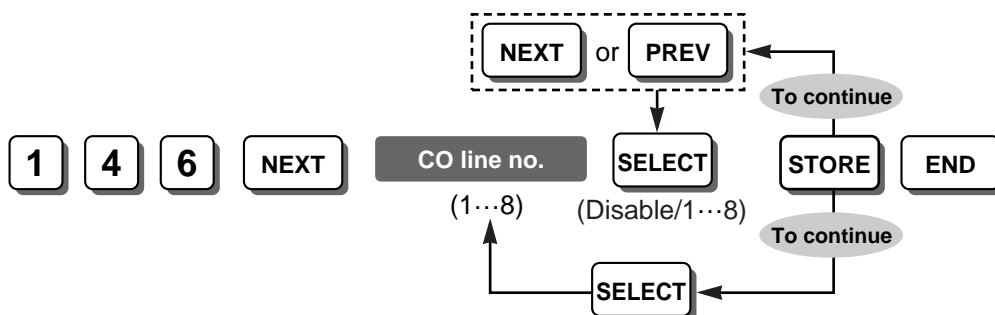 NEXT or PREV
To continue
1 4 6 NEXT CO line no. SELECT STORE END
(1···8) (Disable/1···8)
To continue
SELECT